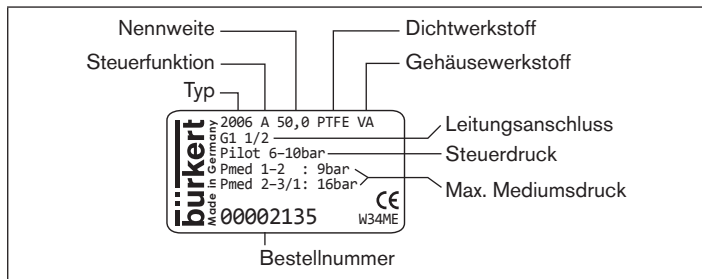 Nennweite
Dichtwerkstoff
Steuerfunktion
Gehäusewerkstoff
Typ
2006 A 50,0 PTFE VA
G1 1/2
Pilot 6-10bar
Pmed 1-2 : 9bar
Pmed 2-3/1: 16bar
00002135
CE
W34ME
bürkert
Made in Germany
Leitungsanschluss
Steuerdruck
Max. Mediumsdruck
Bestellnummer